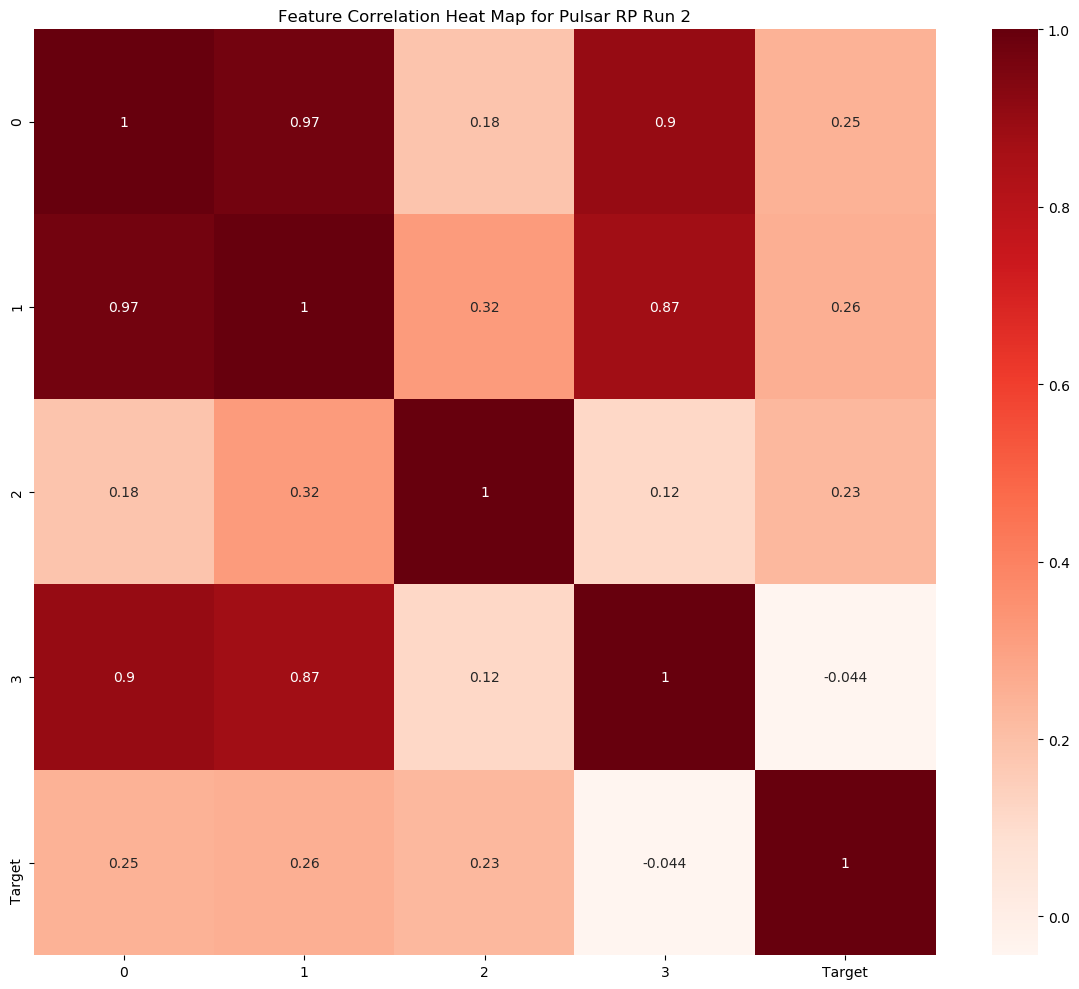 Feature Correlation Heat Map for Pulsar RP Run 2
0 1 0.97 0.18 0.9 0.25
1 0.97 1 0.32 0.87 0.26
2 0.18 0.32 1 0.12 0.23
3 0.9 0.87 0.12 1 -0.044
Target 0.25 0.26 0.23 -0.044 1
0 1 2 3 Target
1.0
0.8
0.6
0.4
0.2
0.0